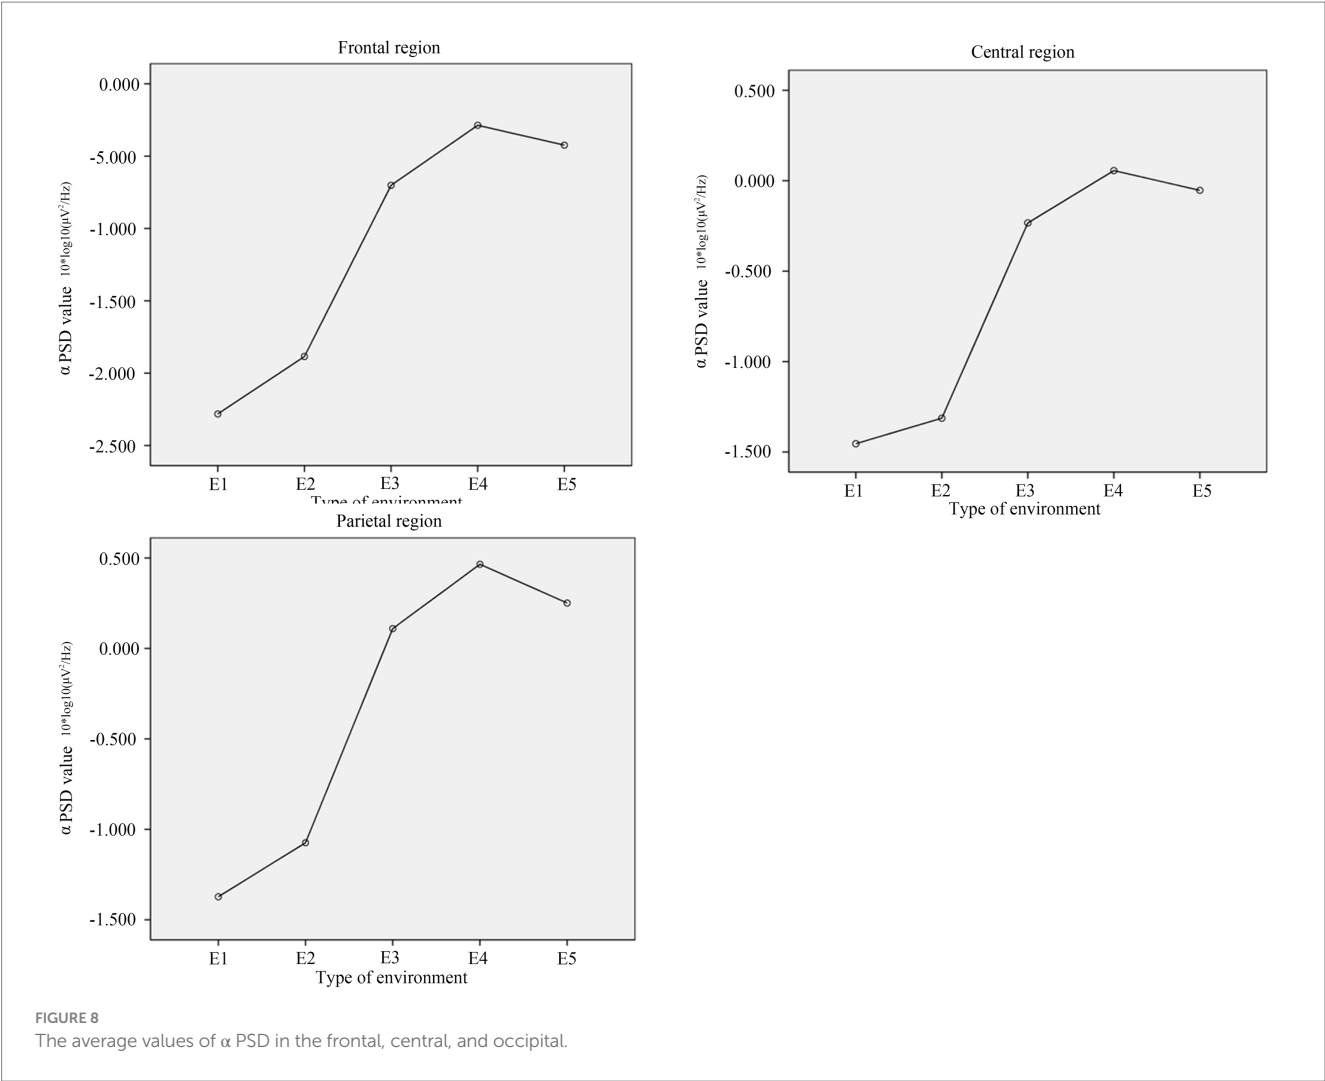 Frontal region
0.000
-5.000
-1.000
-1.500
-2.000
-2.500
α PSD value 10*log10(μV²/Hz)
E1 E2 E3 E4 E5
Type of environment
Central region
0.500
0.000
-0.500
-1.000
-1.500
α PSD value 10*log10(μV²/Hz)
E1 E2 E3 E4 E5
Type of environment
Parietal region
0.500
0.000
-0.500
-1.000
-1.500
α PSD value 10*log10(μV²/Hz)
E1 E2 E3 E4 E5
Type of environment
FIGURE 8
The average values of α PSD in the frontal, central, and occipital.